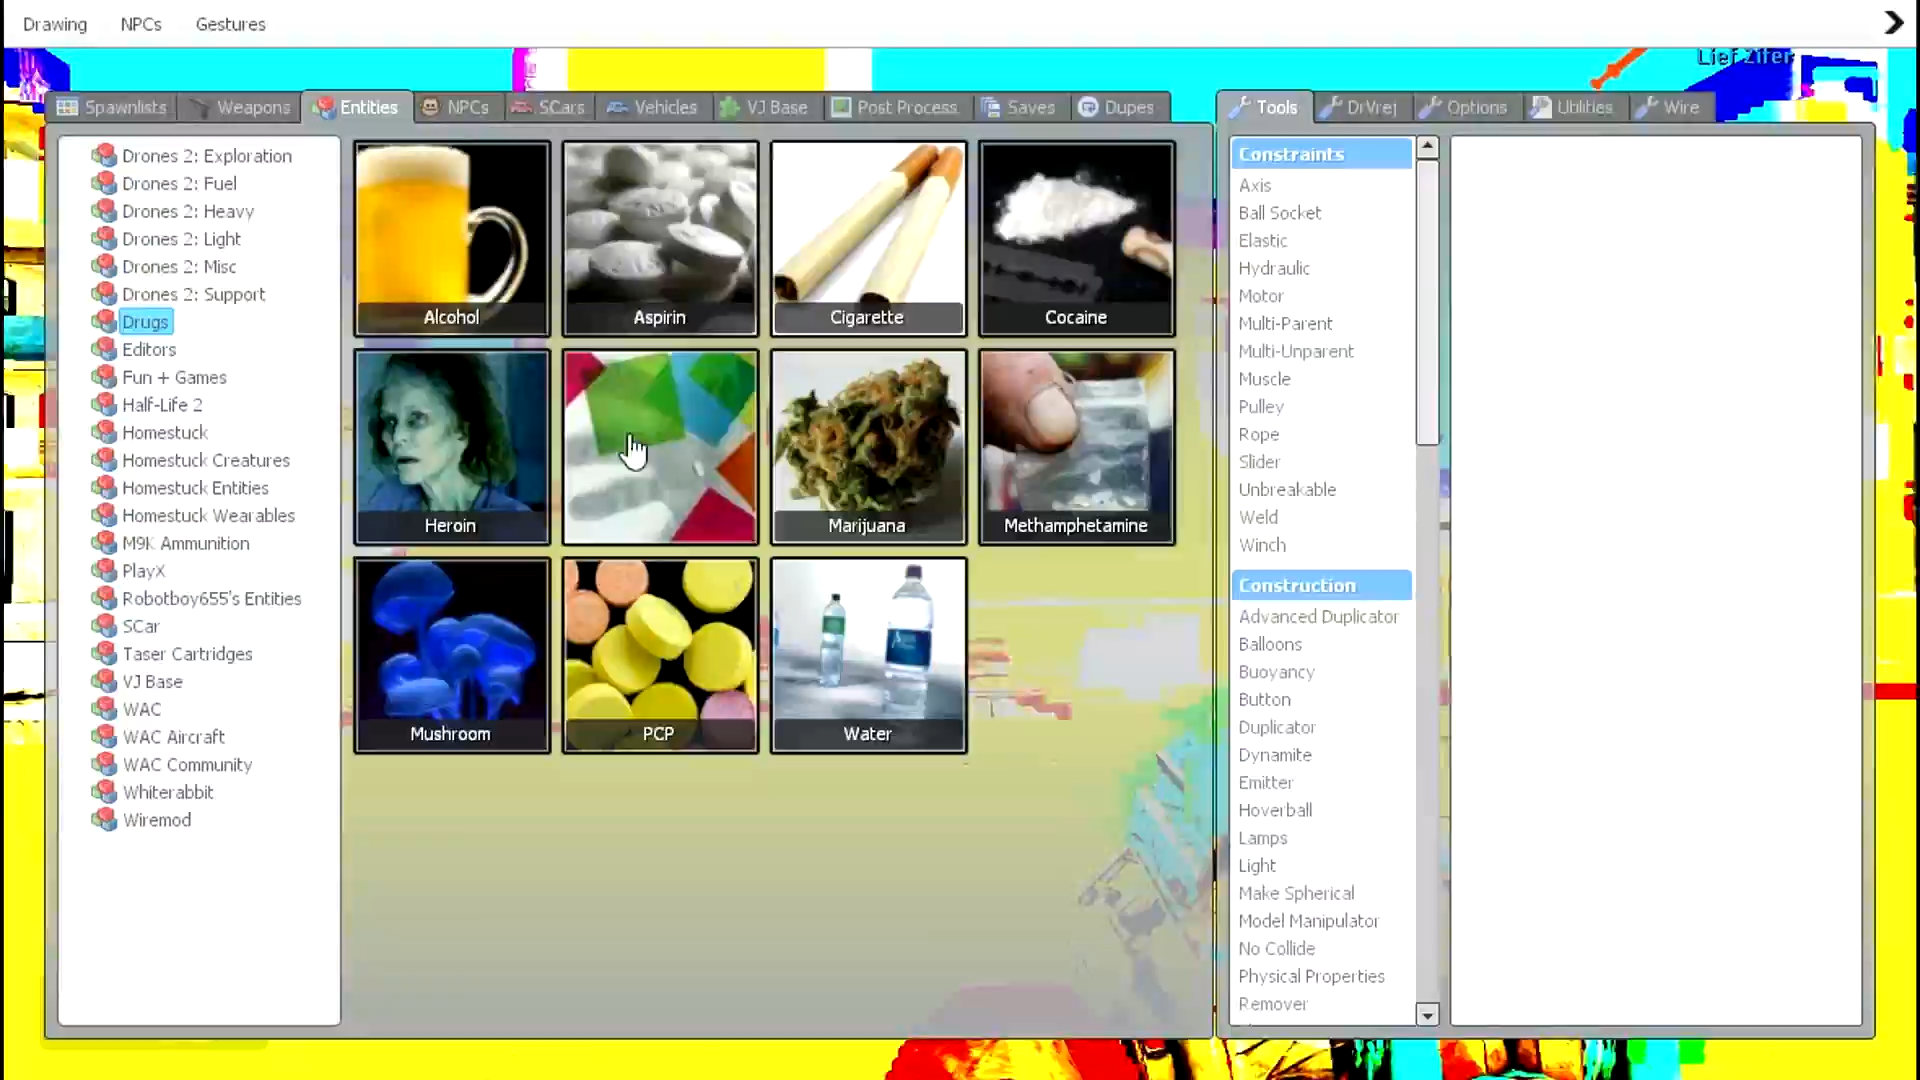 Drawing NPCs Gestures
Lief Zifer
Spawnlists Weapons Entities NPCs SCars Vehicles VJ Base Post Process Saves Dupes
Tools DrVrej Options Utilities Wire
Drones 2: Exploration
Drones 2: Fuel
Drones 2: Heavy
Drones 2: Light
Drones 2: Misc
Drones 2: Support
Drugs
Editors
Fun + Games
Half-Life 2
Homestuck
Homestuck Creatures
Homestuck Entities
Homestuck Wearables
M9K Ammunition
PlayX
Robotboy655's Entities
SCar
Taser Cartridges
VJ Base
WAC
WAC Aircraft
WAC Community
Whiterabbit
Wiremod
Alcohol Aspirin Cigarette Cocaine
Heroin Marijuana Methamphetamine
Mushroom PCP Water
Constraints
Axis
Ball Socket
Elastic
Hydraulic
Motor
Multi-Parent
Multi-Unparent
Muscle
Pulley
Rope
Slider
Unbreakable
Weld
Winch
Construction
Advanced Duplicator
Balloons
Buoyancy
Button
Duplicator
Dynamite
Emitter
Hoverball
Lamps
Light
Make Spherical
Model Manipulator
No Collide
Physical Properties
Remover